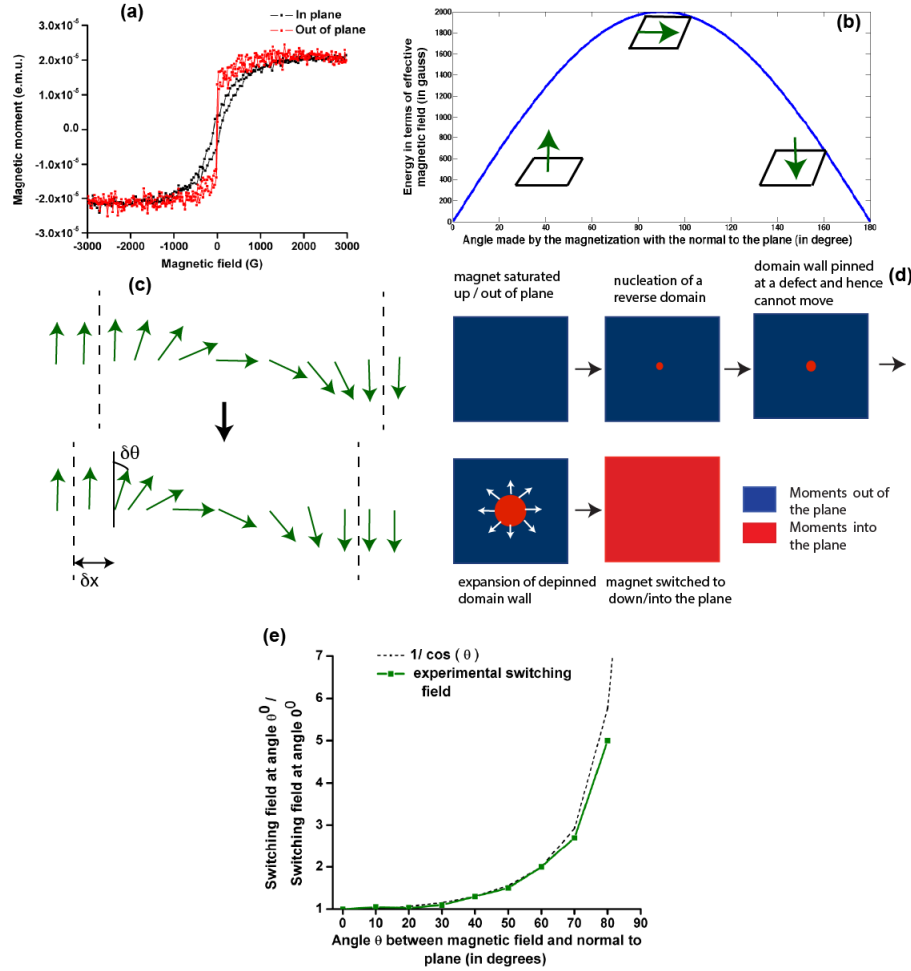 (a)
In plane
Out of plane
3.0x10⁻⁵
2.0x10⁻⁵
1.0x10⁻⁵
0.0
-1.0x10⁻⁵
-2.0x10⁻⁵
-3.0x10⁻⁵
Magnetic moment (e.m.u.)
-3000 -2000 -1000 0 1000 2000 3000
Magnetic field (G)
(b)
2000
1800
1600
1400
1200
1000
800
600
400
200
0
Energy in terms of effective
magnetic field (in gauss)
0 20 40 60 80 100 120 140 160 180
Angle made by the magnetization with the normal to the plane (in degree)
(c)
δθ
δx
(d)
magnet saturated
up / out of plane
nucleation of a
reverse domain
domain wall pinned
at a defect and hence
cannot move
expansion of depinned
domain wall
magnet switched to
down/into the plane
Moments out of
the plane
Moments into
the plane
(e)
1/ cos ( θ )
experimental switching
field
7
6
5
4
3
2
1
Switching field at angle θ⁰ /
Switching field at angle 0⁰
0 10 20 30 40 50 60 70 80 90
Angle θ between magnetic field and normal to
plane (in degrees)